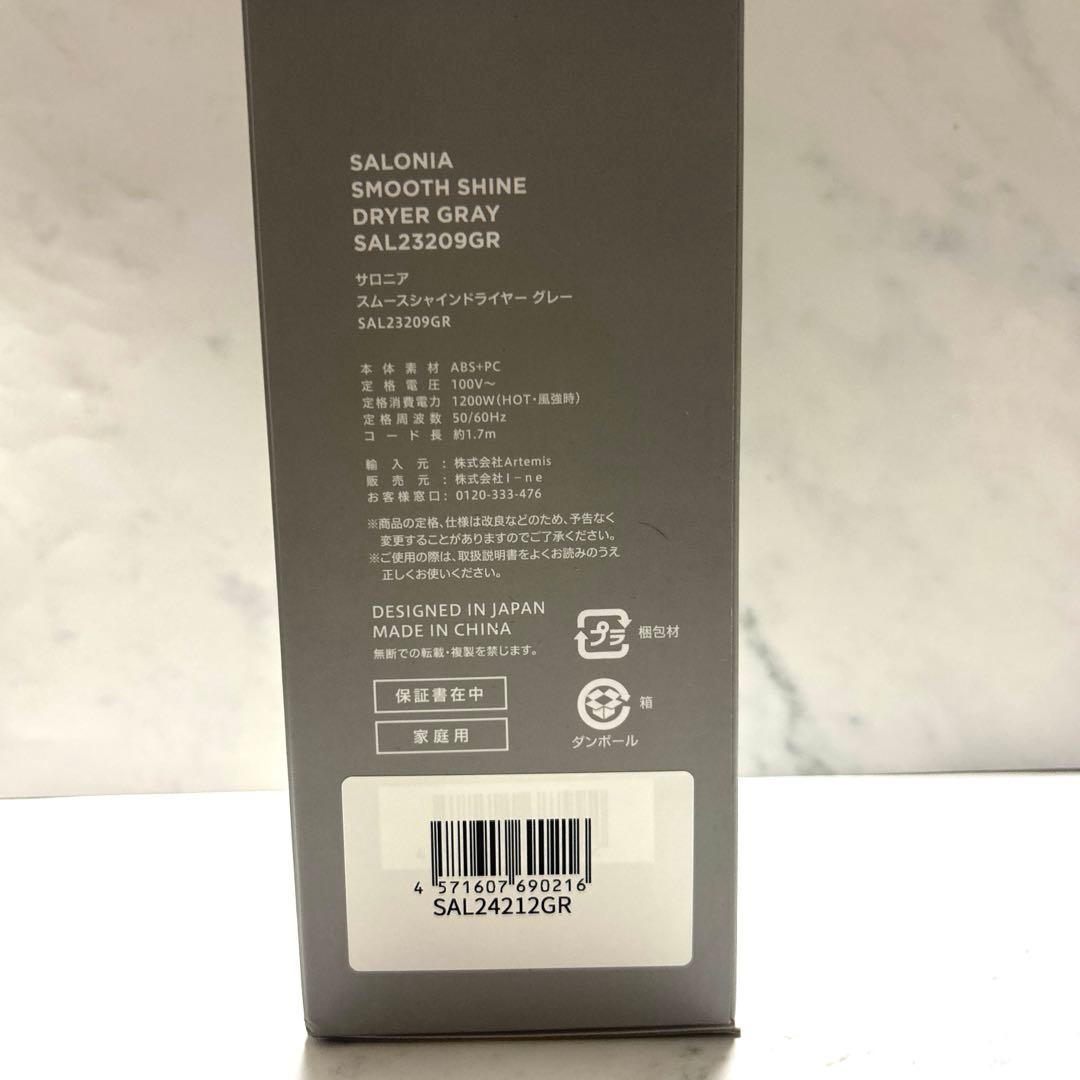 SALONIA
SMOOTH SHINE
DRYER GRAY
SAL23209GR
サロニア
スムースシャインドライヤー グレー
SAL23209GR
本体素材 ABS+PC
定格電圧 100V〜
定格消費電力 1200W(HOT・風強時)
定格周波数 50/60Hz
コード長 約1.7m
輸入元:株式会社Artemis
販売元:株式会社I−ne
お客様窓口:0120-333-476
※商品の定格、仕様は改良などのため、予告なく
変更することがありますのでご了承ください。
※ご使用の際は、取扱説明書をよくお読みのうえ
正しくお使いください。
DESIGNED IN JAPAN
MADE IN CHINA
無断での転載・複製を禁じます。
プラ 梱包材
保証書在中
箱
家庭用
ダンボール
4 571607 690216
SAL24212GR